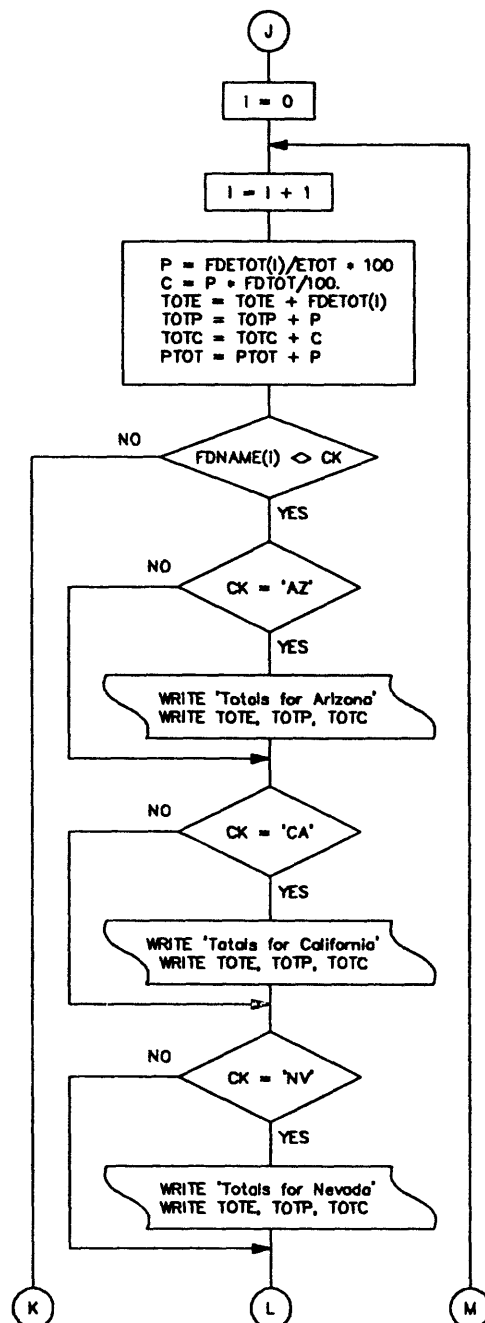 J
I = 0
I = I + 1
P = FDETOT(I)/ETOT * 100
C = P * FDTOT/100.
TOTE = TOTE + FDETOT(I)
TOTP = TOTP + P
TOTC = TOTC + C
PTOT = PTOT + P
NO
FDNAME(I) <> CK
YES
NO
CK = 'AZ'
YES
WRITE 'Totals for Arizona'
WRITE TOTE, TOTP, TOTC
NO
CK = 'CA'
YES
WRITE 'Totals for California'
WRITE TOTE, TOTP, TOTC
NO
CK = 'NV'
YES
WRITE 'Totals for Nevada'
WRITE TOTE, TOTP, TOTC
K
L
M